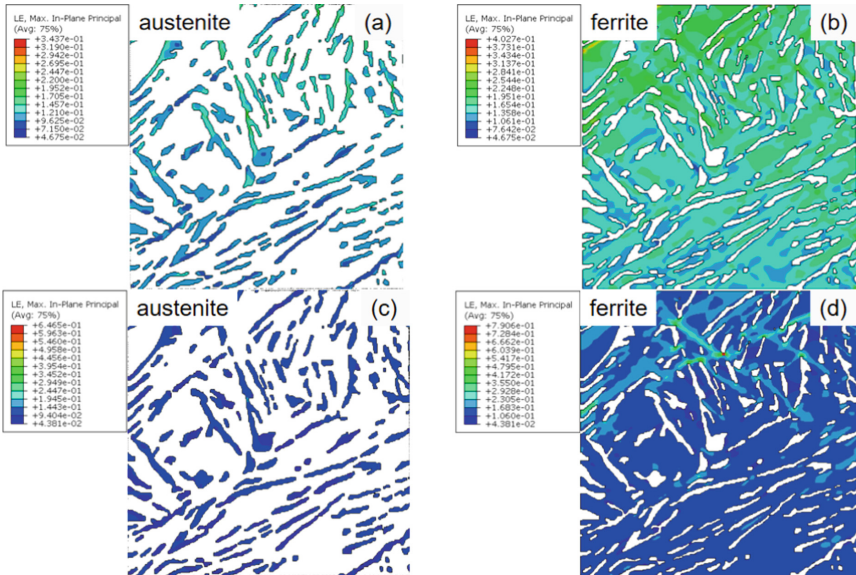 LE, Max. In-Plane Principal
(Avg: 75%)
+3.437e-01
+3.190e-01
+2.942e-01
+2.695e-01
+2.447e-01
+2.200e-01
+1.952e-01
+1.705e-01
+1.457e-01
+1.210e-01
+9.625e-02
+7.150e-02
+4.675e-02
austenite
(a)
LE, Max. In-Plane Principal
(Avg: 75%)
+4.027e-01
+3.731e-01
+3.434e-01
+3.137e-01
+2.841e-01
+2.544e-01
+2.248e-01
+1.951e-01
+1.654e-01
+1.358e-01
+1.061e-01
+7.642e-02
+4.675e-02
ferrite
(b)
LE, Max. In-Plane Principal
(Avg: 75%)
+6.465e-01
+5.963e-01
+5.460e-01
+4.958e-01
+4.456e-01
+3.954e-01
+3.452e-01
+2.949e-01
+2.447e-01
+1.945e-01
+1.443e-01
+9.404e-02
+4.381e-02
austenite
(c)
LE, Max. In-Plane Principal
(Avg: 75%)
+7.906e-01
+7.284e-01
+6.662e-01
+6.039e-01
+5.417e-01
+4.795e-01
+4.172e-01
+3.550e-01
+2.928e-01
+2.305e-01
+1.683e-01
+1.060e-01
+4.381e-02
ferrite
(d)